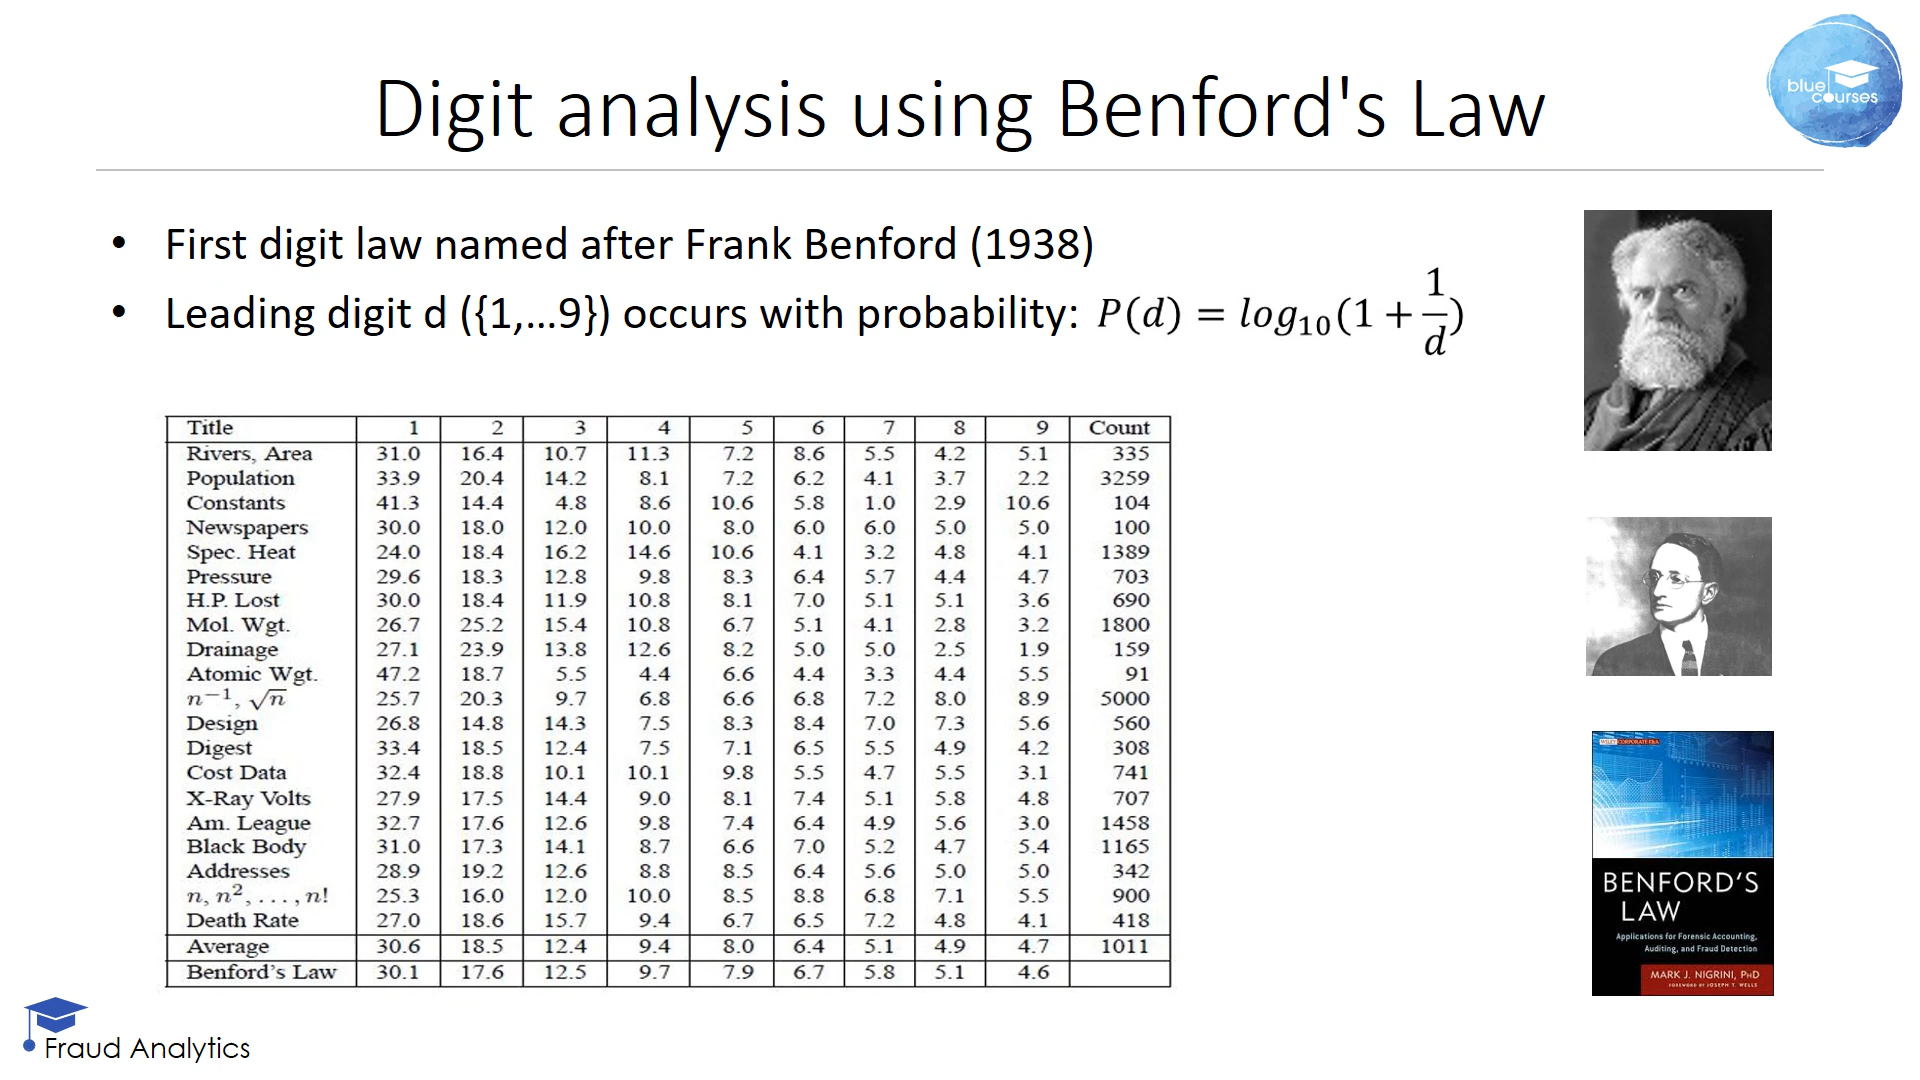 blue courses
Digit analysis using Benford's Law
• First digit law named after Frank Benford (1938)
• Leading digit d ({1,…9}) occurs with probability: P(d) = log₁₀(1 + 1/d)
Title 1 2 3 4 5 6 7 8 9 Count
Rivers, Area 31.0 16.4 10.7 11.3 7.2 8.6 5.5 4.2 5.1 335
Population 33.9 20.4 14.2 8.1 7.2 6.2 4.1 3.7 2.2 3259
Constants 41.3 14.4 4.8 8.6 10.6 5.8 1.0 2.9 10.6 104
Newspapers 30.0 18.0 12.0 10.0 8.0 6.0 6.0 5.0 5.0 100
Spec. Heat 24.0 18.4 16.2 14.6 10.6 4.1 3.2 4.8 4.1 1389
Pressure 29.6 18.3 12.8 9.8 8.3 6.4 5.7 4.4 4.7 703
H.P. Lost 30.0 18.4 11.9 10.8 8.1 7.0 5.1 5.1 3.6 690
Mol. Wgt. 26.7 25.2 15.4 10.8 6.7 5.1 4.1 2.8 3.2 1800
Drainage 27.1 23.9 13.8 12.6 8.2 5.0 5.0 2.5 1.9 159
Atomic Wgt. 47.2 18.7 5.5 4.4 6.6 4.4 3.3 4.4 5.5 91
n⁻¹, √n 25.7 20.3 9.7 6.8 6.6 6.8 7.2 8.0 8.9 5000
Design 26.8 14.8 14.3 7.5 8.3 8.4 7.0 7.3 5.6 560
Digest 33.4 18.5 12.4 7.5 7.1 6.5 5.5 4.9 4.2 308
Cost Data 32.4 18.8 10.1 10.1 9.8 5.5 4.7 5.5 3.1 741
X-Ray Volts 27.9 17.5 14.4 9.0 8.1 7.4 5.1 5.8 4.8 707
Am. League 32.7 17.6 12.6 9.8 7.4 6.4 4.9 5.6 3.0 1458
Black Body 31.0 17.3 14.1 8.7 6.6 7.0 5.2 4.7 5.4 1165
Addresses 28.9 19.2 12.6 8.8 8.5 6.4 5.6 5.0 5.0 342
n, n², . . . , n! 25.3 16.0 12.0 10.0 8.5 8.8 6.8 7.1 5.5 900
Death Rate 27.0 18.6 15.7 9.4 6.7 6.5 7.2 4.8 4.1 418
Average 30.6 18.5 12.4 9.4 8.0 6.4 5.1 4.9 4.7 1011
Benford's Law 30.1 17.6 12.5 9.7 7.9 6.7 5.8 5.1 4.6
WILEY CORPORATE F&A
BENFORD'S
LAW
Applications for Forensic Accounting,
Auditing, and Fraud Detection
MARK J. NIGRINI, PHD
FOREWORD BY JOSEPH T. WELLS
Fraud Analytics